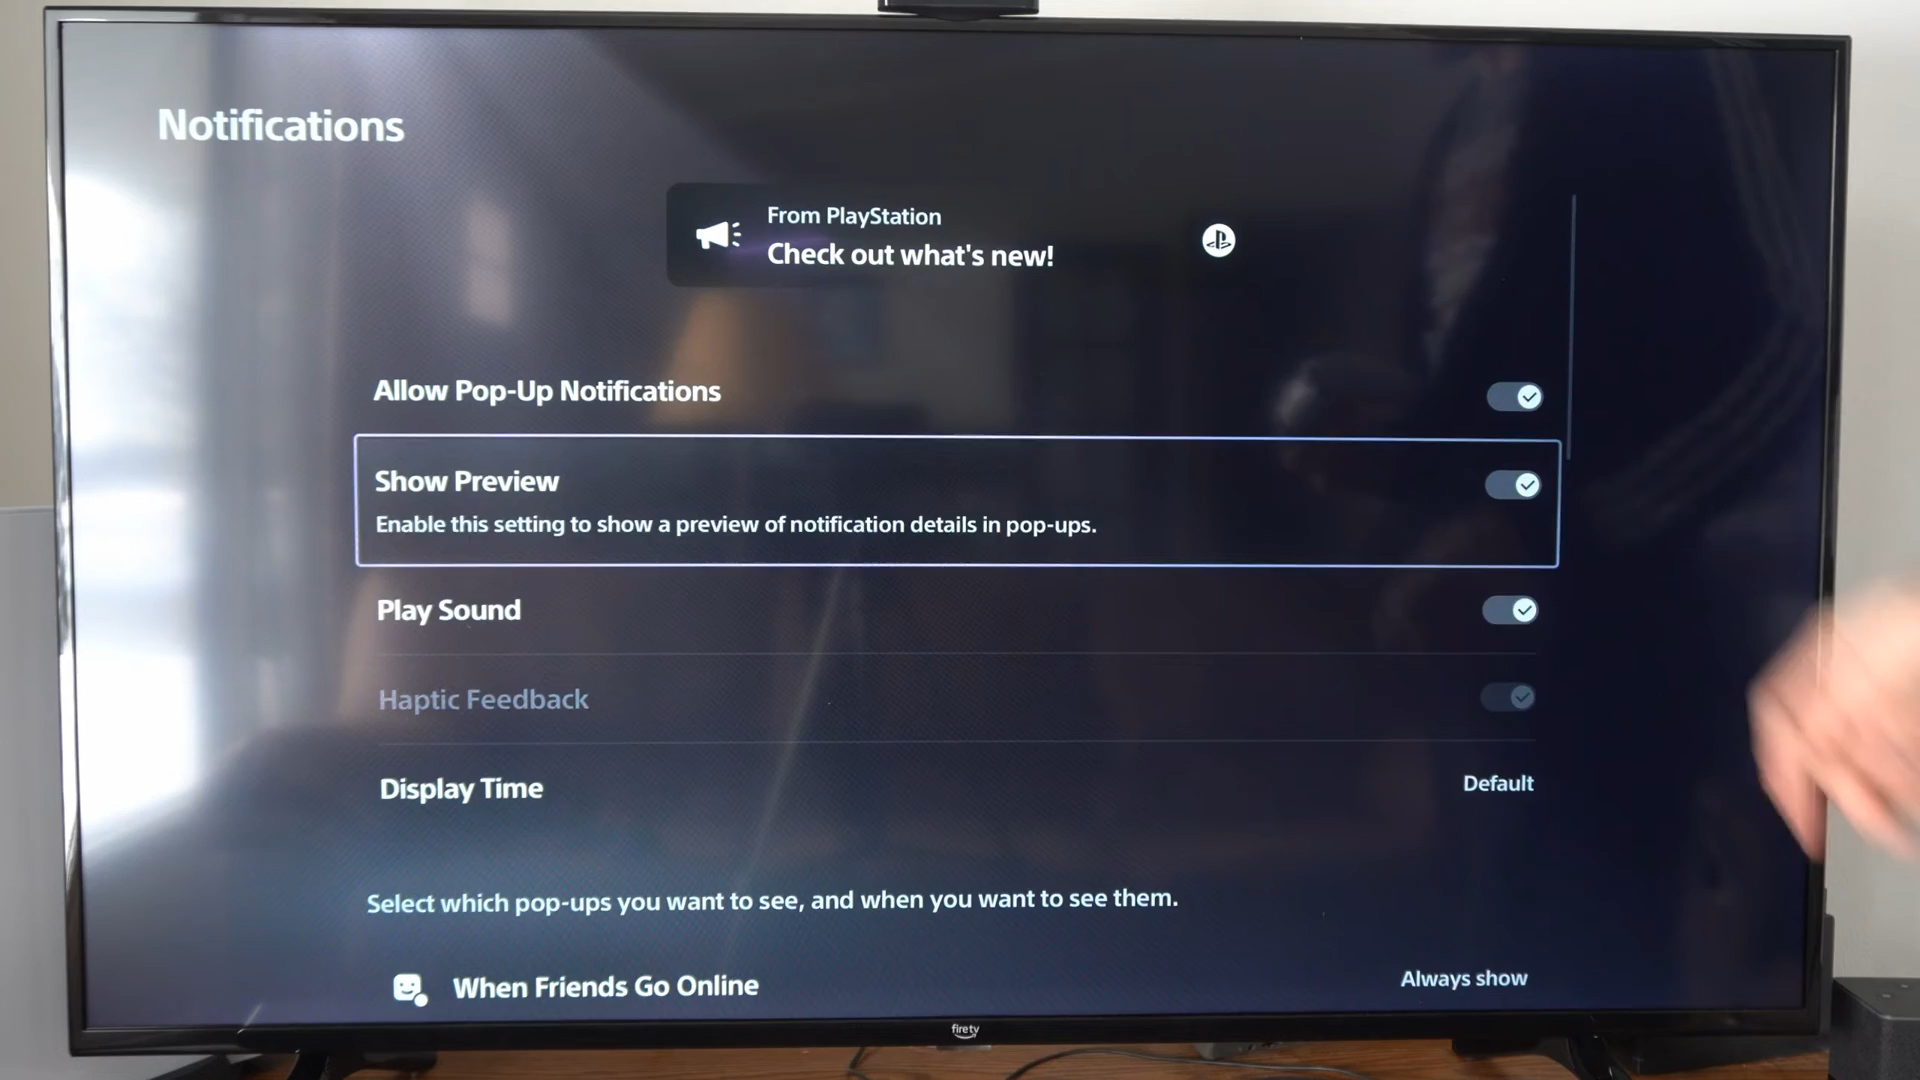 Notifications
From PlayStation
Check out what's new!
Allow Pop-Up Notifications
Show Preview
Enable this setting to show a preview of notification details in pop-ups.
Play Sound
Haptic Feedback
Display Time
Default
Select which pop-ups you want to see, and when you want to see them.
When Friends Go Online
Always show
firetv